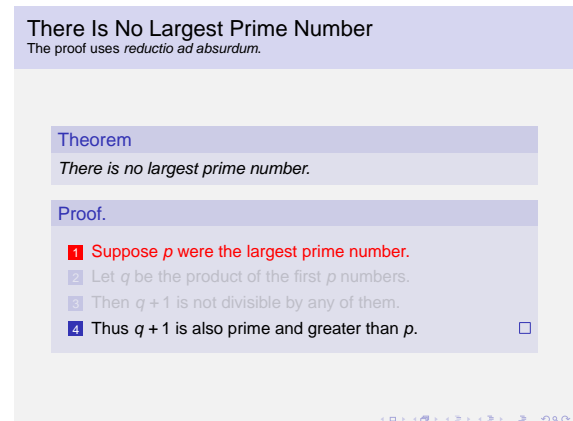 There Is No Largest Prime Number
The proof uses reductio ad absurdum.
Theorem
There is no largest prime number.
Proof.
1 Suppose p were the largest prime number.
2 Let q be the product of the first p numbers.
3 Then q + 1 is not divisible by any of them.
4 Thus q + 1 is also prime and greater than p.